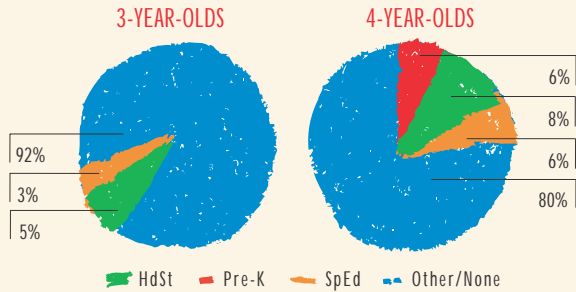 3-YEAR-OLDS
92%
3%
5%
4-YEAR-OLDS
6%
8%
6%
80%
HdSt Pre-K SpEd Other/None